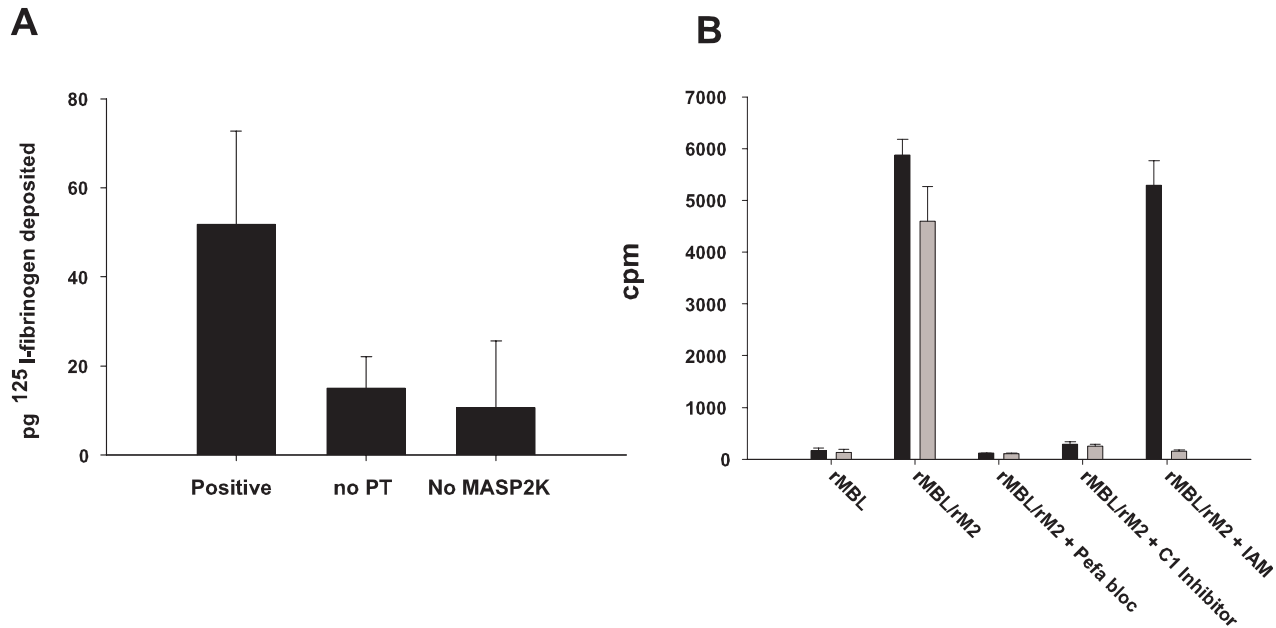 A
80
60
40
20
0
pg 125 I-fibrinogen deposited
Positive no PT No MASP2K
B
7000
6000
5000
4000
3000
2000
1000
0
cpm
rMBL
rMBL/rM2
rMBL/rM2 + Pefa bloc
rMBL/rM2 + C1 Inhibitor
rMBL/rM2 + IAM